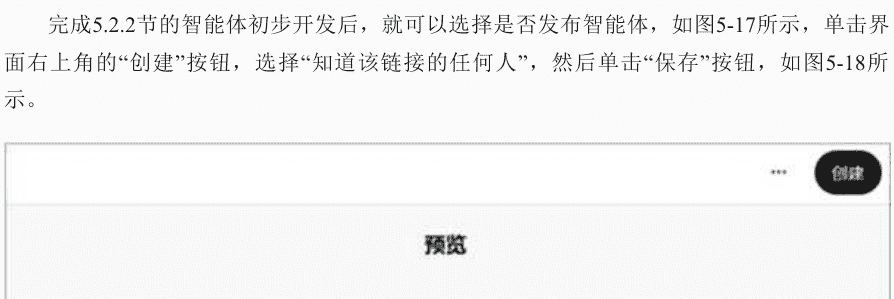 完成5.2.2节的智能体初步开发后，就可以选择是否发布智能体，如图5-17所示，单击界
面右上角的“创建”按钮，选择“知道该链接的任何人”，然后单击“保存”按钮，如图5-18所
示。
··· 创建
预览